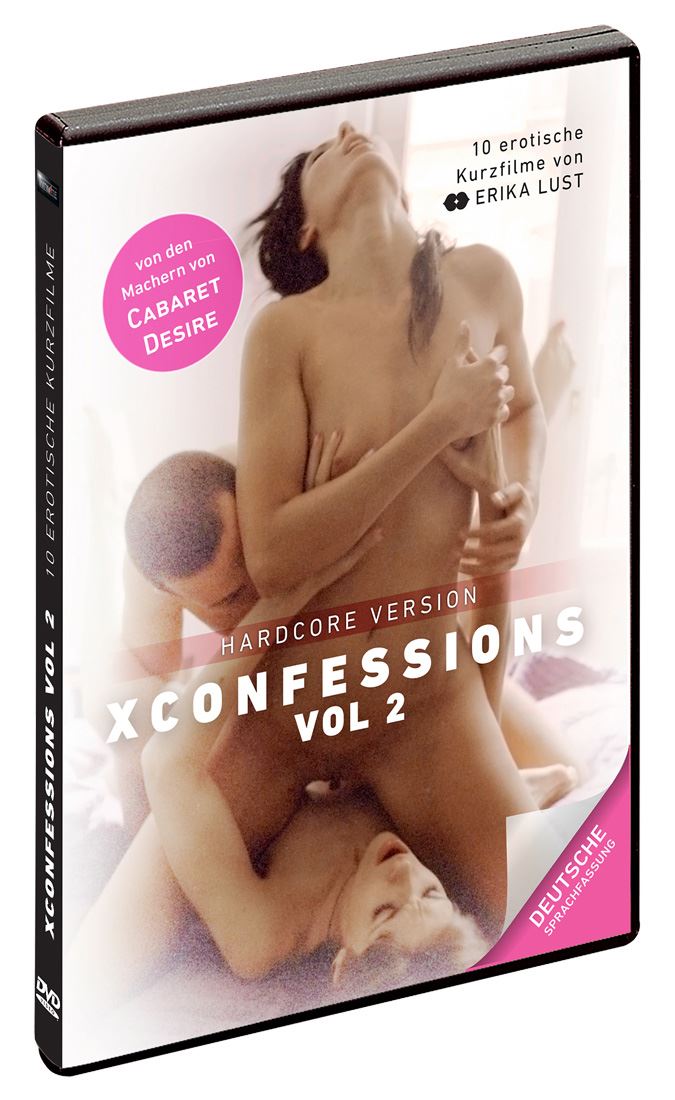 10 erotische
Kurzfilme von
ERIKA LUST
von den
Machern von
CABARET
DESIRE
HARDCORE VERSION
XCONFESSIONS
VOL 2
DEUTSCHE
SPRACHFASSUNG
XCONFESSIONS VOL 2 10 EROTISCHE KURZFILME
DVD
VIDEO